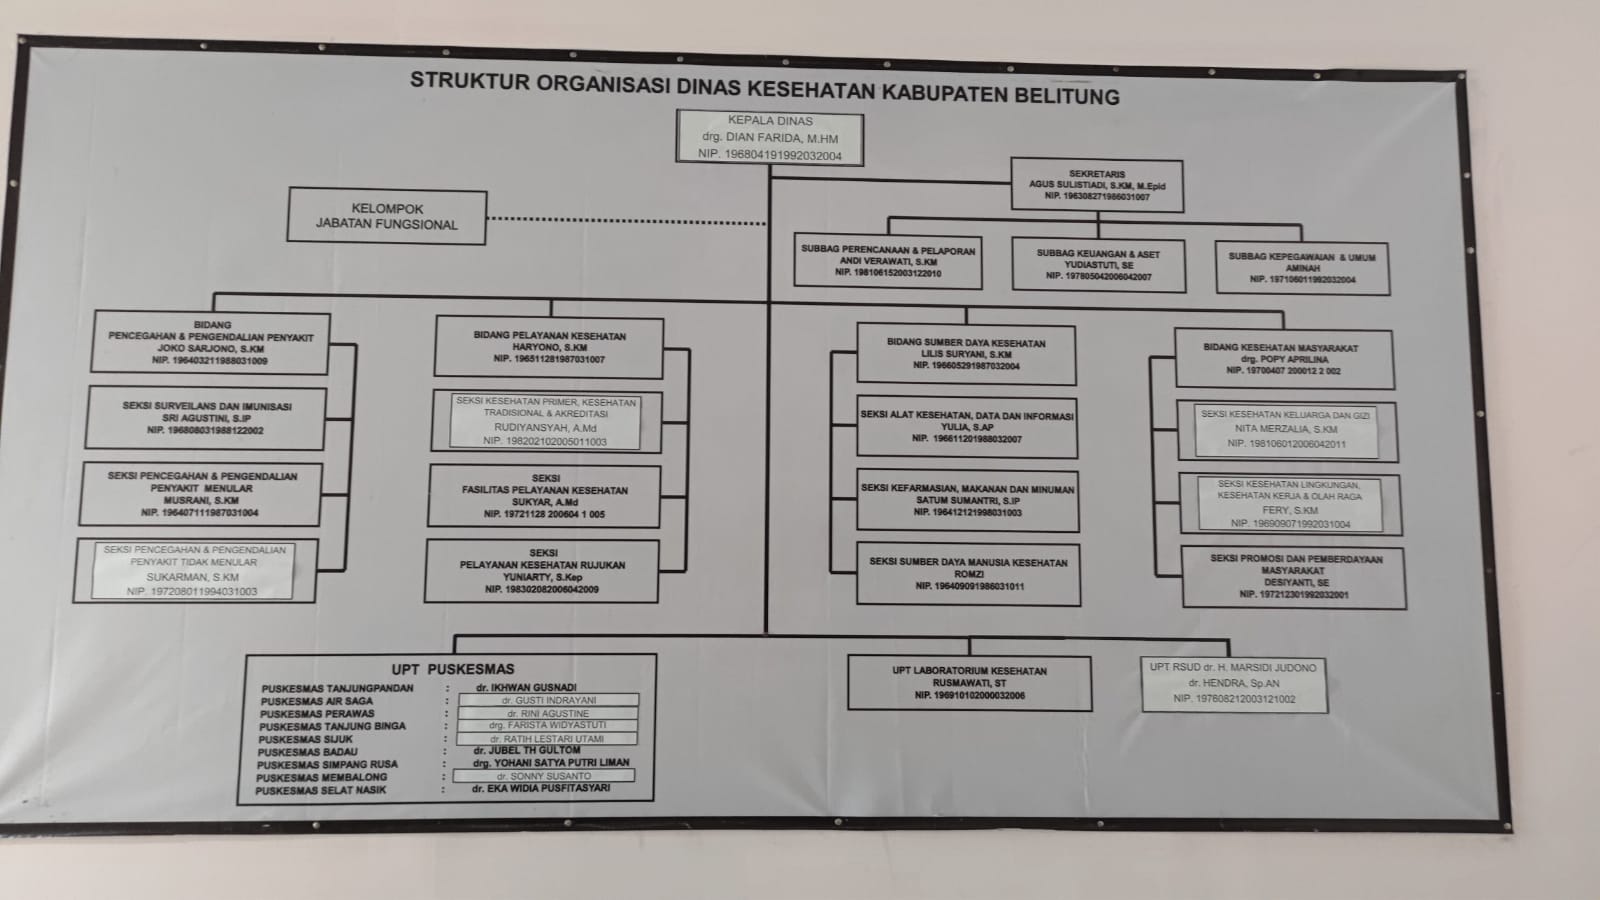 STRUKTUR ORGANISASI DINAS KESEHATAN KABUPATEN BELITUNG
KEPALA DINAS
drg. DIAN FARIDA, M.HM
NIP. 196804191992032004
SEKRETARIS
AGUS SULISTIADI, S.KM, M.Epid
NIP. 196308271986031007
KELOMPOK
JABATAN FUNGSIONAL
SUBBAG PERENCANAAN & PELAPORAN
ANDI VERAWATI, S.KM
NIP. 198106152003122010
SUBBAG KEUANGAN & ASET
YUDIASTUTI, SE
NIP. 197805042006042007
SUBBAG KEPEGAWAIAN & UMUM
AMINAH
NIP. 197106011992032004
BIDANG
PENCEGAHAN & PENGENDALIAN PENYAKIT
JOKO SARJONO, S.KM
NIP. 196403211988031009
SEKSI SURVEILANS DAN IMUNISASI
SRI AGUSTINI, S.IP
NIP. 196808031988122002
SEKSI PENCEGAHAN & PENGENDALIAN
PENYAKIT MENULAR
MUSRANI, S.KM
NIP. 196407111987031004
SEKSI PENCEGAHAN & PENGENDALIAN
PENYAKIT TIDAK MENULAR
SUKARMAN, S.KM
NIP. 197208011994031003
BIDANG PELAYANAN KESEHATAN
HARYONO, S.KM
NIP. 196511281987031007
SEKSI KESEHATAN PRIMER, KESEHATAN
TRADISIONAL & AKREDITASI
RUDIYANSYAH, A.Md
NIP. 198202102005011003
SEKSI
FASILITAS PELAYANAN KESEHATAN
SUKYAR, A.Md
NIP. 19721128 200604 1 005
SEKSI
PELAYANAN KESEHATAN RUJUKAN
YUNIARTY, S.Kep
NIP. 198302082006042009
BIDANG SUMBER DAYA KESEHATAN
LILIS SURYANI, S.KM
NIP. 196605291987032004
SEKSI ALAT KESEHATAN, DATA DAN INFORMASI
YULIA, S.AP
NIP. 196611201988032007
SEKSI KEFARMASIAN, MAKANAN DAN MINUMAN
SATUM SUMANTRI, S.IP
NIP. 196412121998031003
SEKSI SUMBER DAYA MANUSIA KESEHATAN
ROMZI
NIP. 196409091986031011
BIDANG KESEHATAN MASYARAKAT
drg. POPY APRILINA
NIP. 19700407 200012 2 002
SEKSI KESEHATAN KELUARGA DAN GIZI
NITA MERZALIA, S.KM
NIP. 198106012006042011
SEKSI KESEHATAN LINGKUNGAN,
KESEHATAN KERJA & OLAH RAGA
FERY, S.KM
NIP. 196909071992031004
SEKSI PROMOSI DAN PEMBERDAYAAN
MASYARAKAT
DESIYANTI, SE
NIP. 197212301992032001
UPT PUSKESMAS
PUSKESMAS TANJUNGPANDAN : dr. IKHWAN GUSNADI
PUSKESMAS AIR SAGA : dr. GUSTI INDRAYANI
PUSKESMAS PERAWAS : dr. RINI AGUSTINE
PUSKESMAS TANJUNG BINGA : drg. FARISTA WIDYASTUTI
PUSKESMAS SIJUK : dr. RATIH LESTARI UTAMI
PUSKESMAS BADAU : dr. JUBEL TH GULTOM
PUSKESMAS SIMPANG RUSA : drg. YOHANI SATYA PUTRI LIMAN
PUSKESMAS MEMBALONG : dr. SONNY SUSANTO
PUSKESMAS SELAT NASIK : dr. EKA WIDIA PUSFITASYARI
UPT LABORATORIUM KESEHATAN
RUSMAWATI, ST
NIP. 196910102000032006
UPT RSUD dr. H. MARSIDI JUDONO
dr. HENDRA, Sp.AN
NIP. 197608212003121002